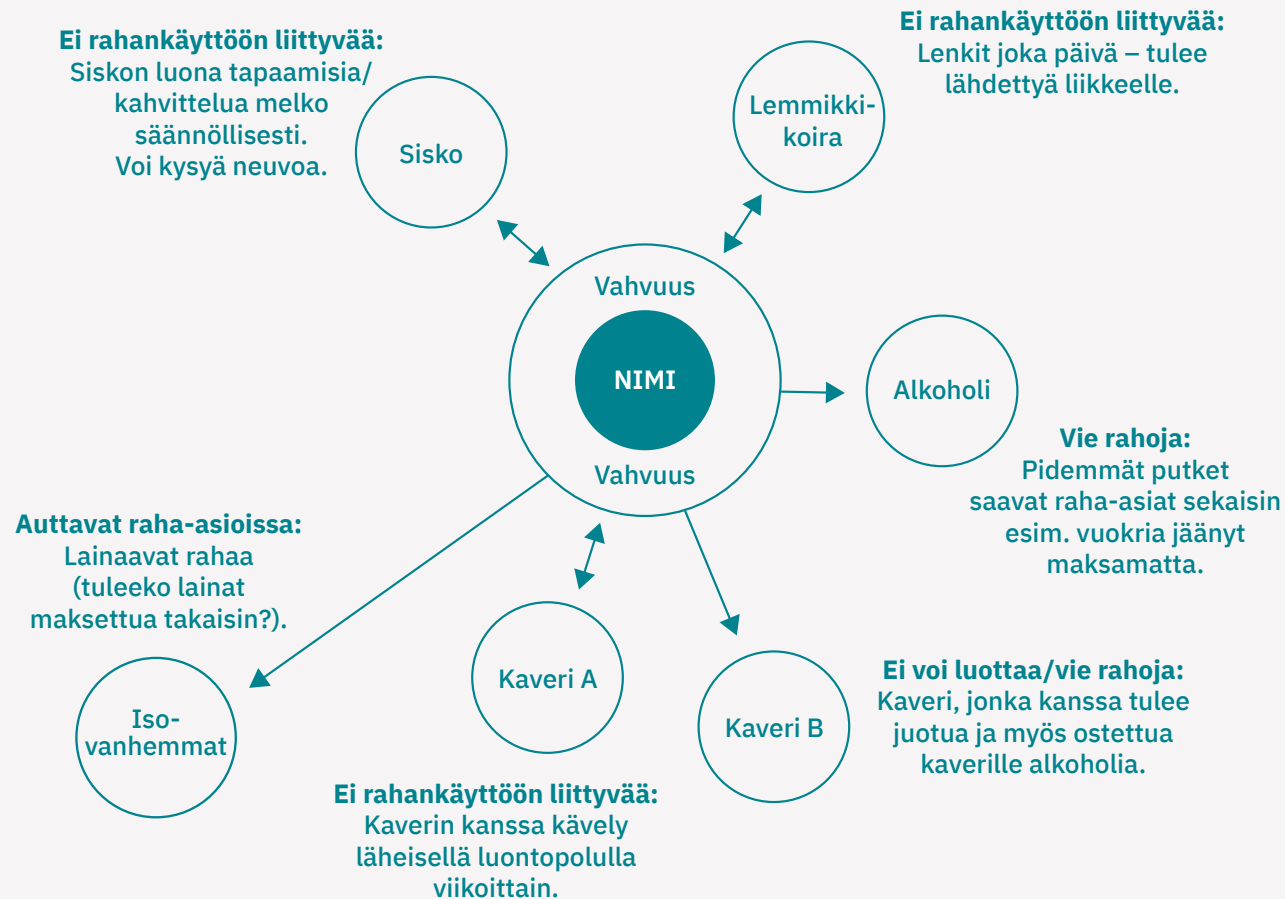 Ei rahankäyttöön liittyvää:
Siskon luona tapaamisia/
kahvittelua melko
säännöllisesti.
Voi kysyä neuvoa.
Sisko
Ei rahankäyttöön liittyvää:
Lenkit joka päivä – tulee
lähdettyä liikkeelle.
Lemmikki-
koira
Vahvuus
NIMI
Vahvuus
Alkoholi
Vie rahoja:
Pidemmät putket
saavat raha-asiat sekaisin
esim. vuokria jäänyt
maksamatta.
Auttavat raha-asioissa:
Lainaavat rahaa
(tuleeko lainat
maksettua takaisin?).
Iso-
vanhemmat
Kaveri A
Ei rahankäyttöön liittyvää:
Kaverin kanssa kävely
läheisellä luontopolulla
viikoittain.
Kaveri B
Ei voi luottaa/vie rahoja:
Kaveri, jonka kanssa tulee
juotua ja myös ostettua
kaverille alkoholia.